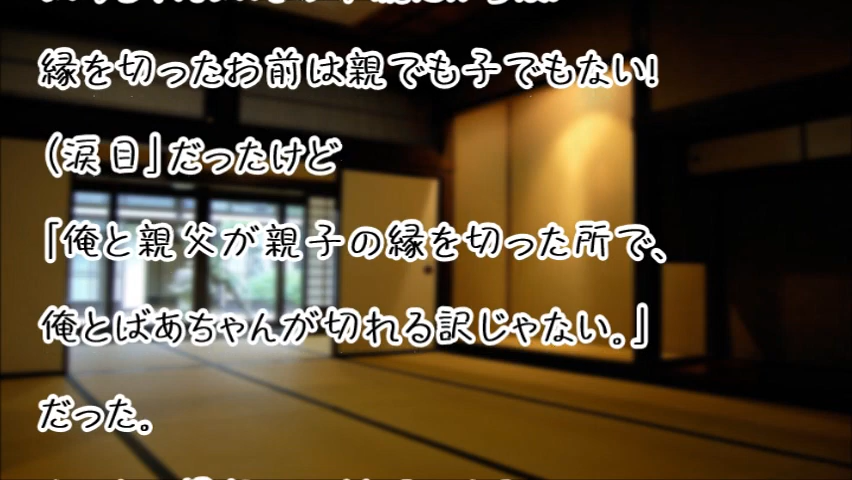 縁を切ったお前は親でも子でもない!
(涙目」だったけど
「俺と親父が親子の縁を切った所で、
俺とばあちゃんが切れる訳じゃない。」
だった。